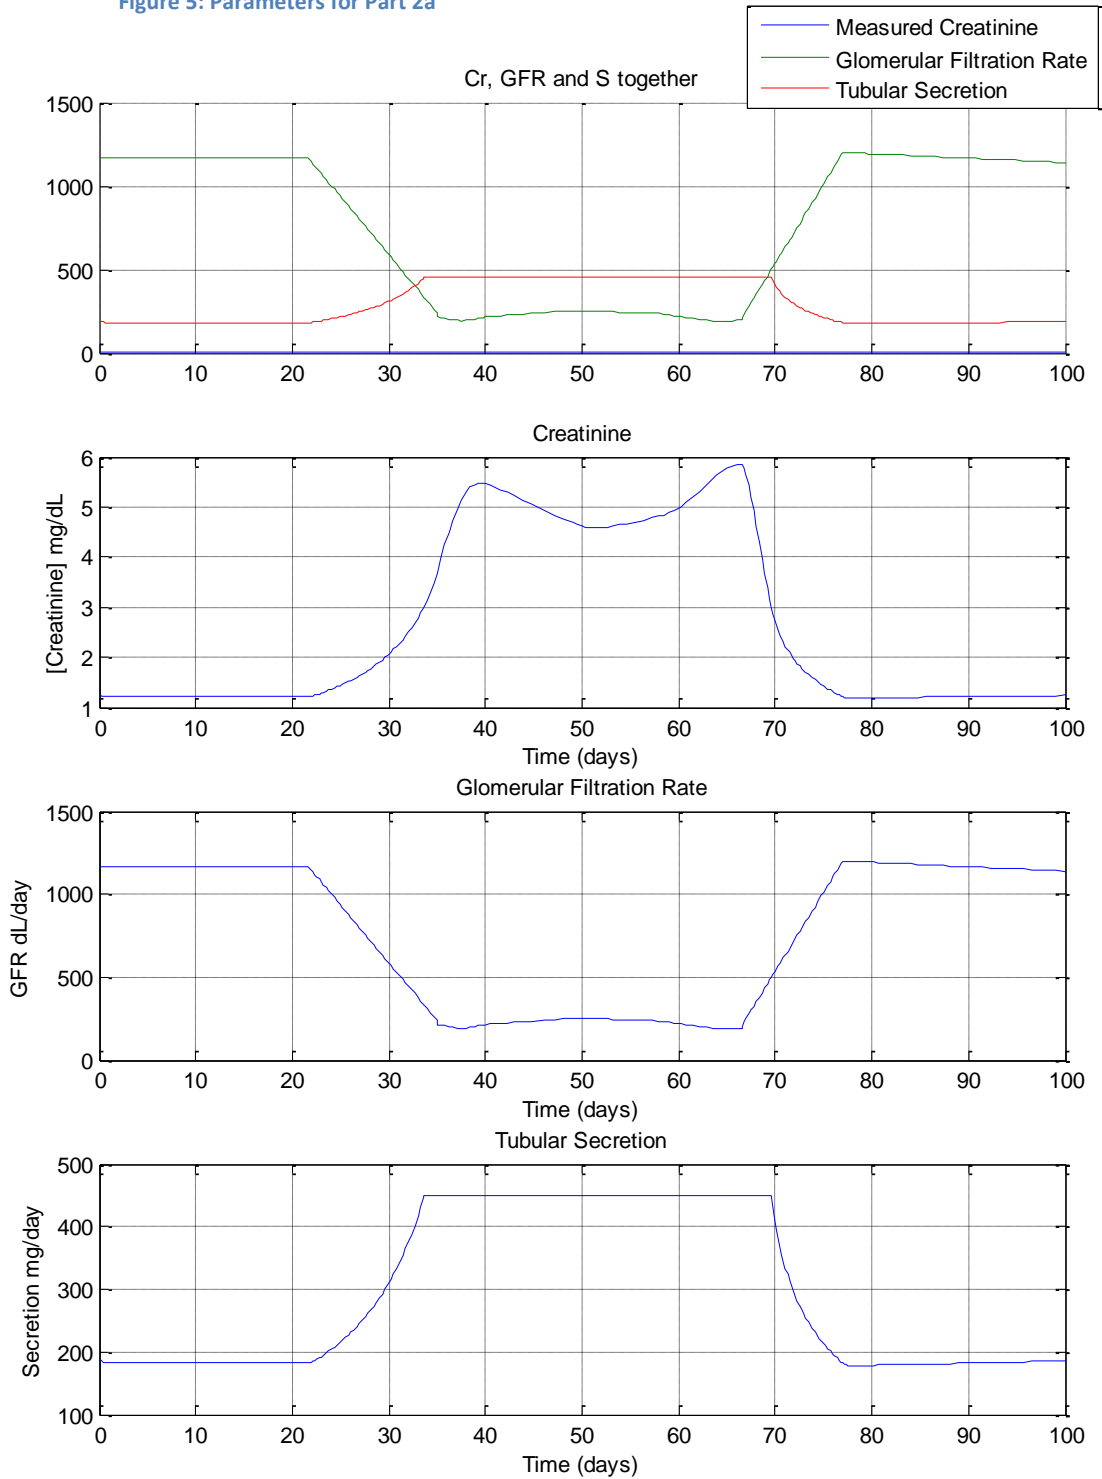 Figure 5: Parameters for Part 2a
Measured Creatinine
Glomerular Filtration Rate
Tubular Secretion
Cr, GFR and S together
1500
1000
500
0
0 10 20 30 40 50 60 70 80 90 100
Creatinine
[Creatinine] mg/dL
6
5
4
3
2
1
0 10 20 30 40 50 60 70 80 90 100
Time (days)
Glomerular Filtration Rate
GFR dL/day
1500
1000
500
0
0 10 20 30 40 50 60 70 80 90 100
Time (days)
Tubular Secretion
Secretion mg/day
500
400
300
200
100
0 10 20 30 40 50 60 70 80 90 100
Time (days)